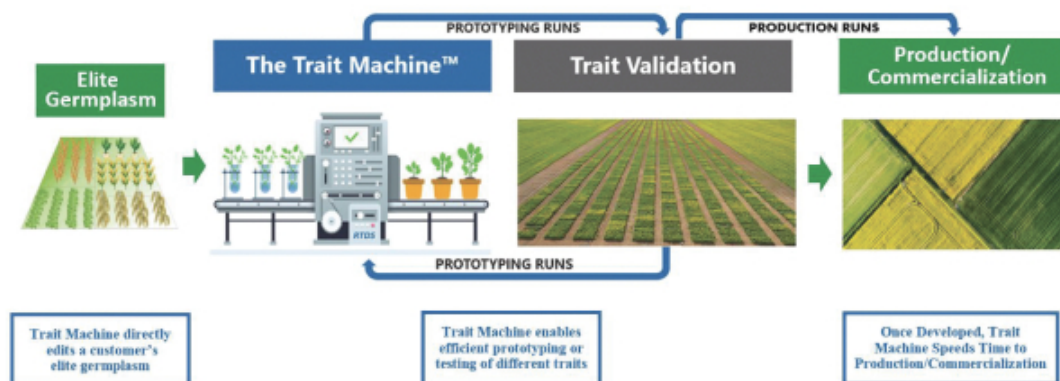 PROTOTYPING RUNS
PRODUCTION RUNS
Elite
Germplasm
The Trait Machine™
Trait Validation
Production/
Commercialization
RTDS
PROTOTYPING RUNS
Trait Machine directly
edits a customer's
elite germplasm
Trait Machine enables
efficient prototyping or
testing of different traits
Once Developed, Trait
Machine Speeds Time to
Production/Commercialization